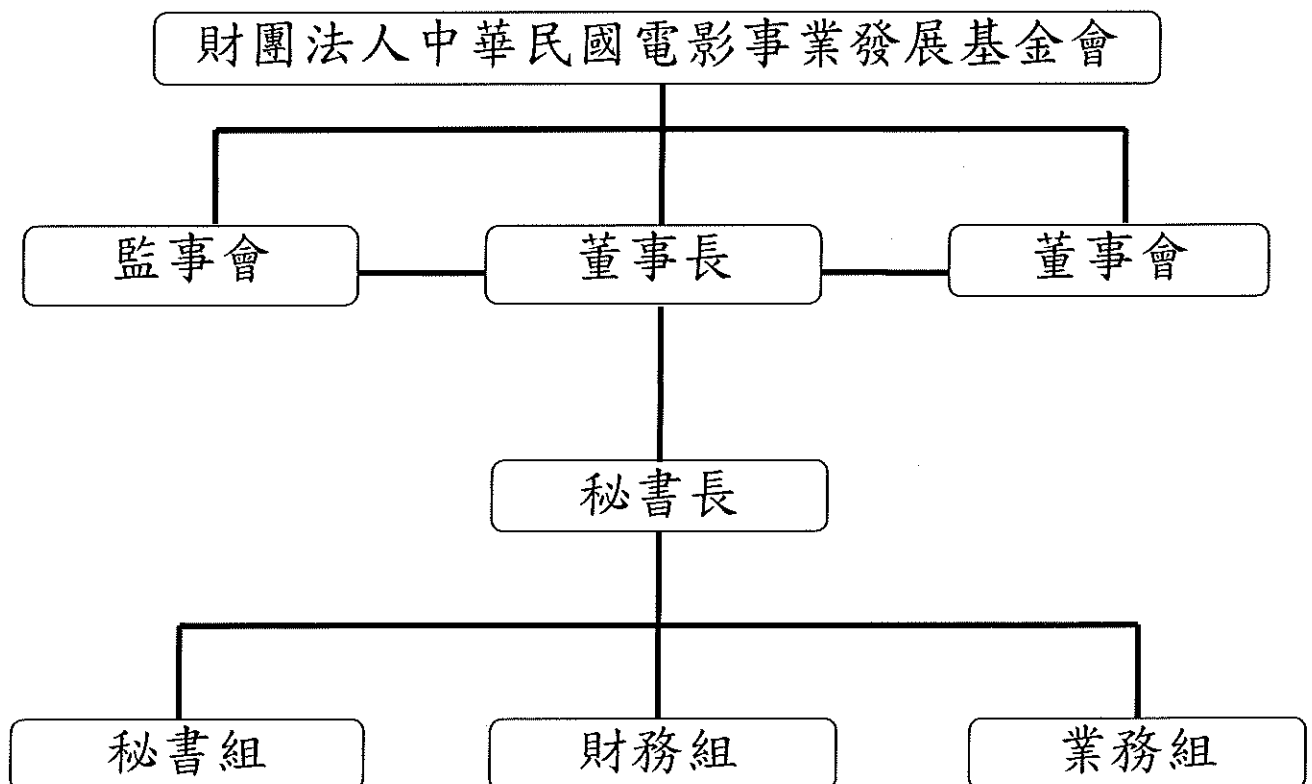 財團法人中華民國電影事業發展基金會
監事會
董事長
董事會
秘書長
秘書組
財務組
業務組